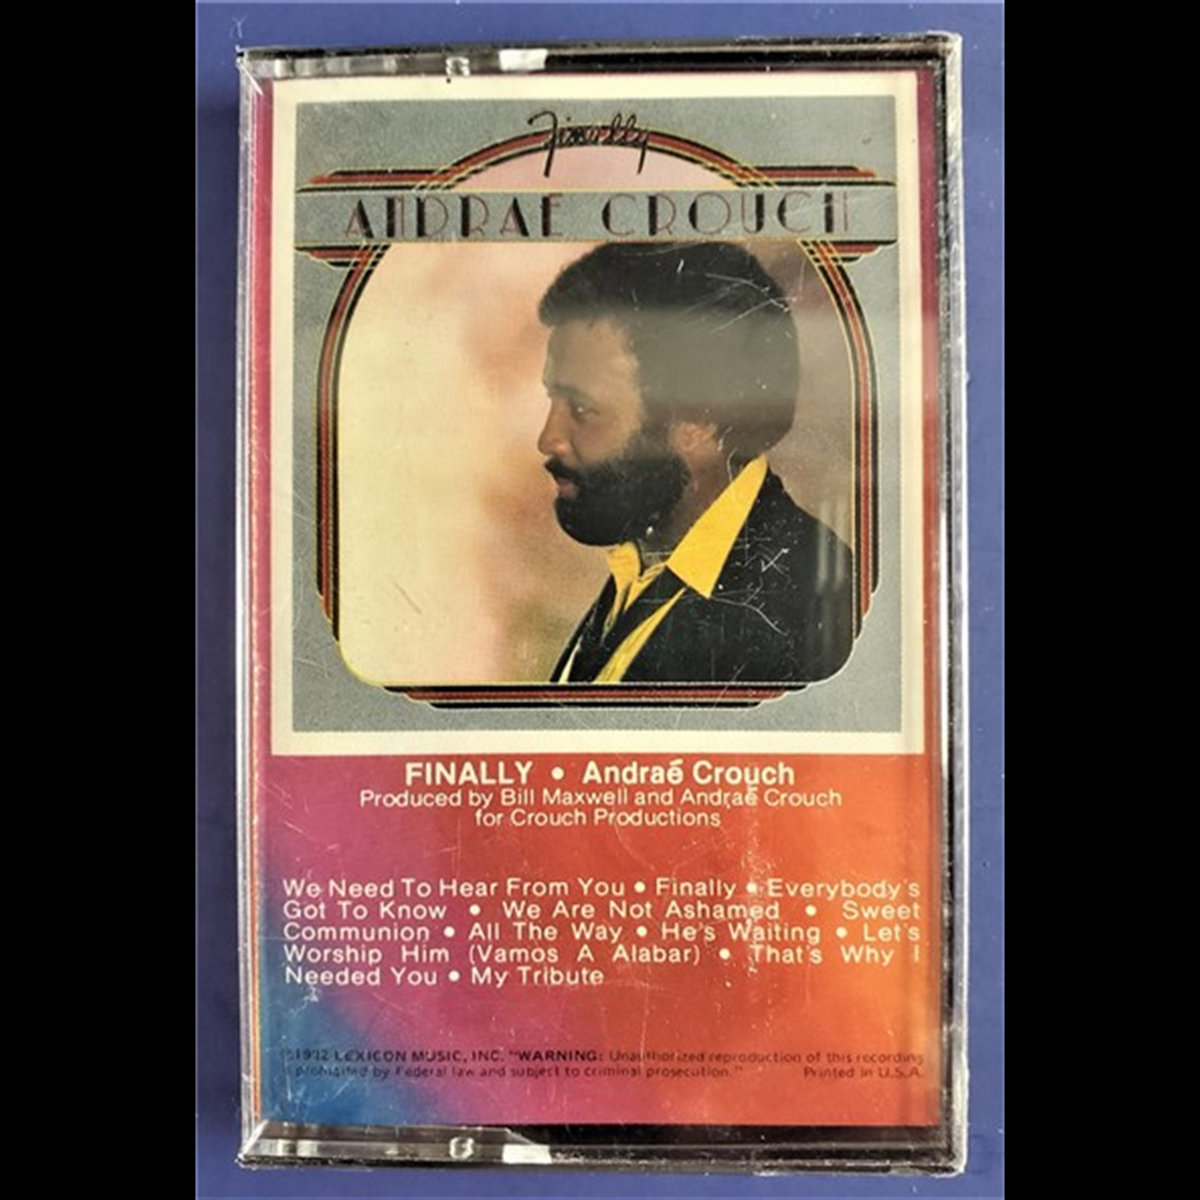 Finally
ANDRAE CROUCH
FINALLY • Andraé Crouch
Produced by Bill Maxwell and Andraé Crouch
for Crouch Productions
We Need To Hear From You • Finally • Everybody's
Got To Know • We Are Not Ashamed • Sweet
Communion • All The Way • He's Waiting • Let's
Worship Him (Vamos A Alabar) • That's Why I
Needed You • My Tribute
LEXICON MUSIC, INC. "WARNING: Unauthorized reproduction of this recording
prohibited by Federal law and subject to criminal prosecution." Printed in U.S.A.